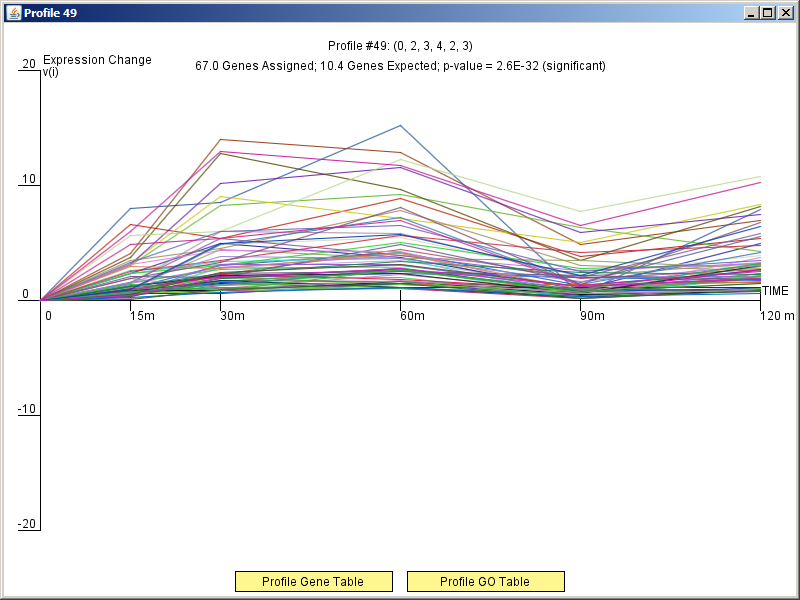 Profile 49
Profile #49: (0, 2, 3, 4, 2, 3)
67.0 Genes Assigned; 10.4 Genes Expected; p-value = 2.6E-32 (significant)
Expression Change
v(i)
20
10
0
-10
-20
TIME
0 15m 30m 60m 90m 120 m
Profile Gene Table
Profile GO Table